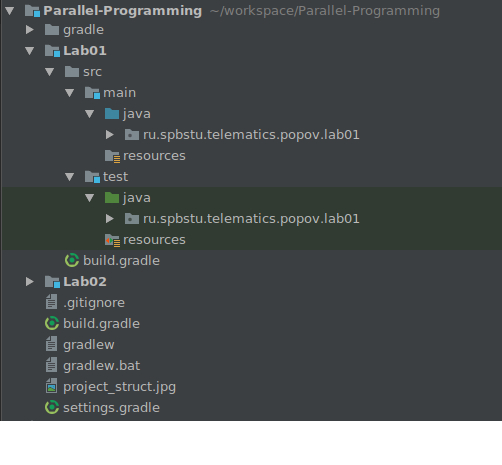 Parallel-Programming ~/workspace/Parallel-Programming
gradle
Lab01
src
main
java
ru.spbstu.telematics.popov.lab01
resources
test
java
ru.spbstu.telematics.popov.lab01
resources
build.gradle
Lab02
.gitignore
build.gradle
gradlew
gradlew.bat
project_struct.jpg
settings.gradle